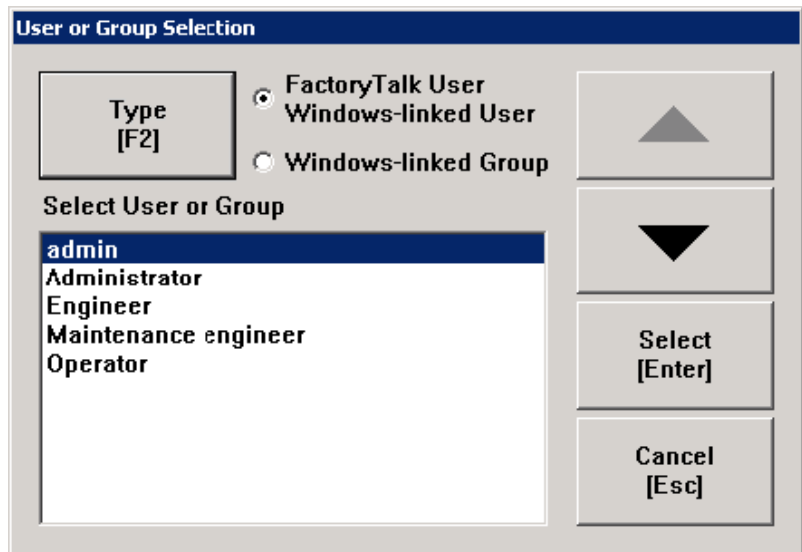 User or Group Selection
Type
[F2]
FactoryTalk User
Windows-linked User
Windows-linked Group
Select User or Group
admin
Administrator
Engineer
Maintenance engineer
Operator
Select
[Enter]
Cancel
[Esc]